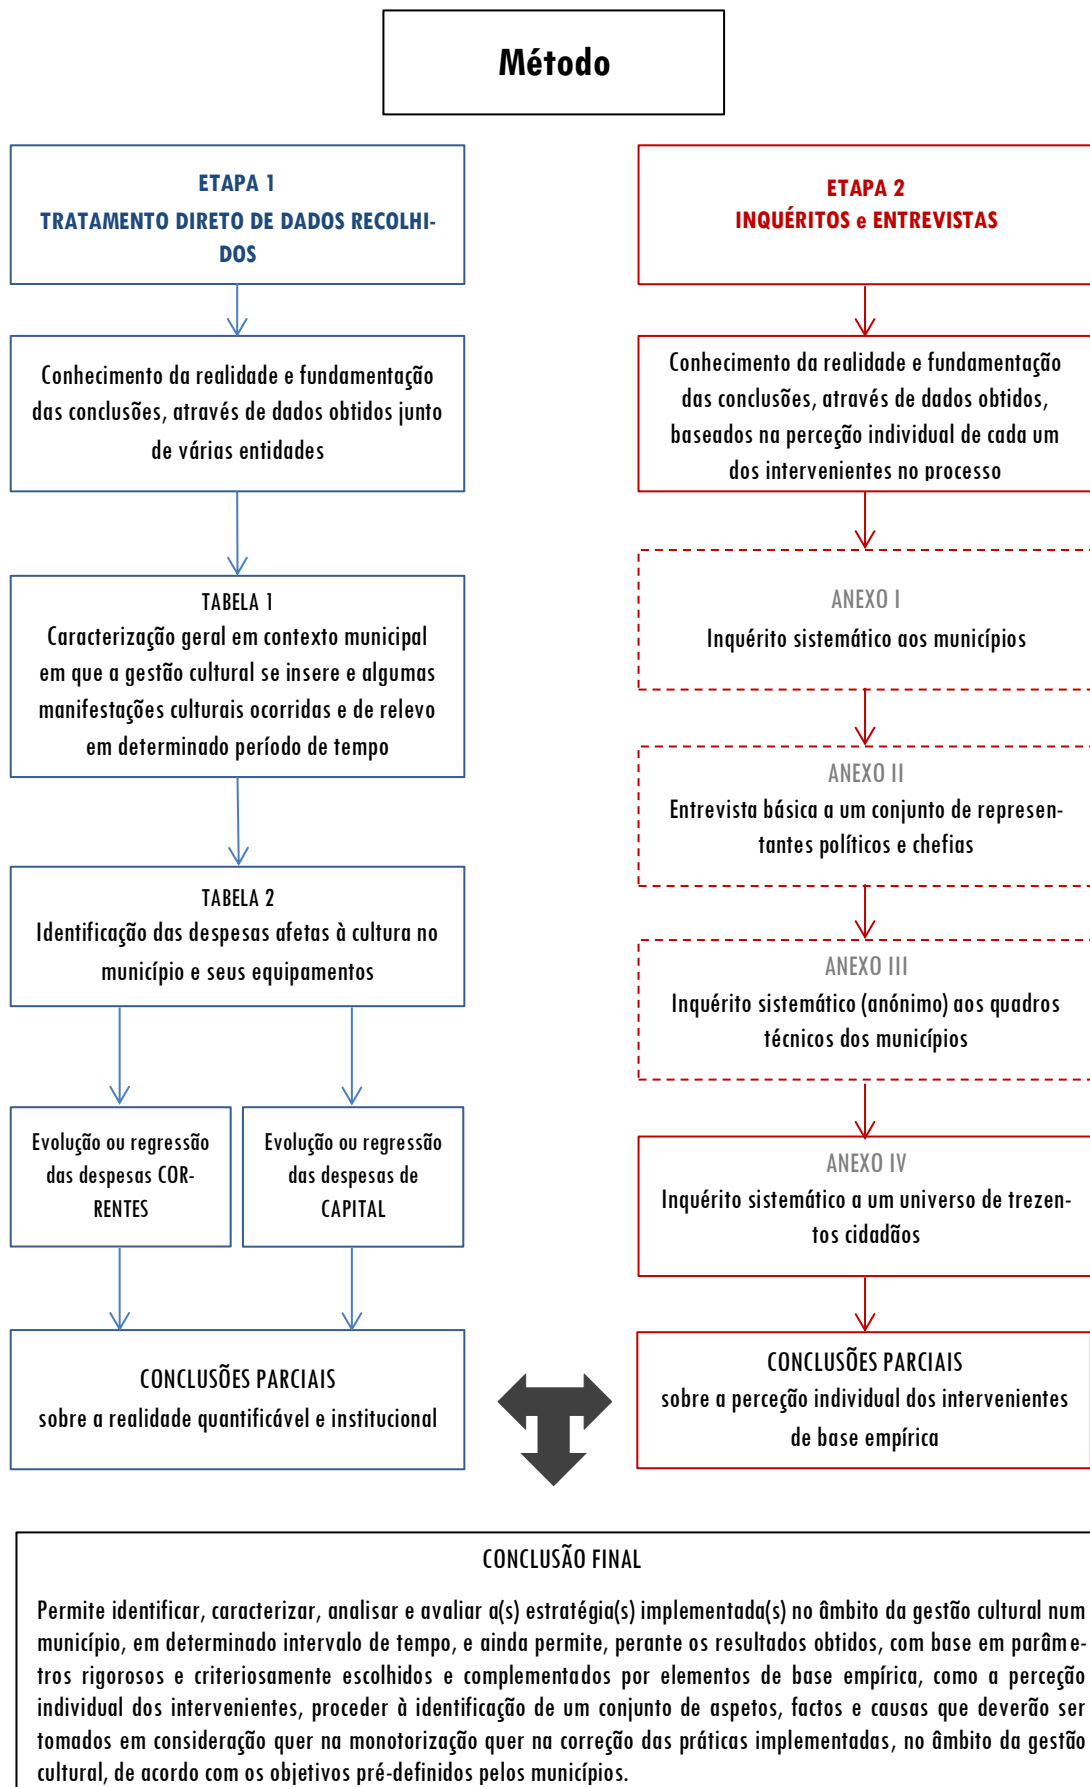 Método
ETAPA 1
TRATAMENTO DIRETO DE DADOS RECOLHI-
DOS
Conhecimento da realidade e fundamentação
das conclusões, através de dados obtidos junto
de várias entidades
TABELA 1
Caracterização geral em contexto municipal
em que a gestão cultural se insere e algumas
manifestações culturais ocorridas e de relevo
em determinado período de tempo
TABELA 2
Identificação das despesas afetas à cultura no
município e seus equipamentos
Evolução ou regressão
das despesas COR-
RENTES
Evolução ou regressão
das despesas de
CAPITAL
CONCLUSÕES PARCIAIS
sobre a realidade quantificável e institucional
ETAPA 2
INQUÉRITOS e ENTREVISTAS
Conhecimento da realidade e fundamentação
das conclusões, através de dados obtidos,
baseados na perceção individual de cada um
dos intervenientes no processo
ANEXO I
Inquérito sistemático aos municípios
ANEXO II
Entrevista básica a um conjunto de represen-
tantes políticos e chefias
ANEXO III
Inquérito sistemático (anónimo) aos quadros
técnicos dos municípios
ANEXO IV
Inquérito sistemático a um universo de trezen-
tos cidadãos
CONCLUSÕES PARCIAIS
sobre a perceção individual dos intervenientes
de base empírica
CONCLUSÃO FINAL
Permite identificar, caracterizar, analisar e avaliar a(s) estratégia(s) implementada(s) no âmbito da gestão cultural num
município, em determinado intervalo de tempo, e ainda permite, perante os resultados obtidos, com base em parâme-
tros rigorosos e criteriosamente escolhidos e complementados por elementos de base empírica, como a perceção
individual dos intervenientes, proceder à identificação de um conjunto de aspetos, factos e causas que deverão ser
tomados em consideração quer na monotorização quer na correção das práticas implementadas, no âmbito da gestão
cultural, de acordo com os objetivos pré-definidos pelos municípios.